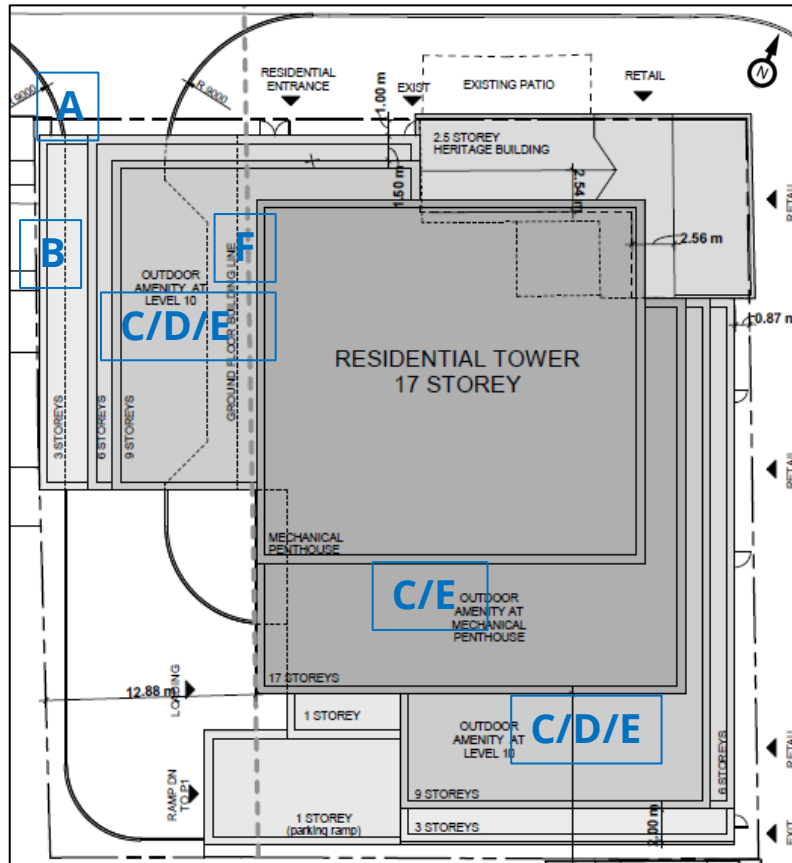 RESIDENTIAL
ENTRANCE
EXIST
EXISTING PATIO
RETAIL
N
R 9000
R 9000
A
1.00 m
2.5 STOREY
HERITAGE BUILDING
1.50 m
2.54 m
RETAIL
2.56 m
B
F
OUTDOOR
AMENITY AT
LEVEL 10
C/D/E
GROUND FLOOR BUILDING LINE
0.87 m
RESIDENTIAL TOWER
17 STOREY
3 STOREYS
6 STOREYS
9 STOREYS
RETAIL
MECHANICAL
PENTHOUSE
C/E
OUTDOOR
AMENITY AT
MECHANICAL
PENTHOUSE
17 STOREYS
12.88 m
LOADING
1 STOREY
OUTDOOR
AMENITY AT
LEVEL 10
C/D/E
6 STOREYS
RETAIL
RAMP DN
TO P1
9 STOREYS
1 STOREY
(parking ramp)
3 STOREYS
2.00 m
EXIT